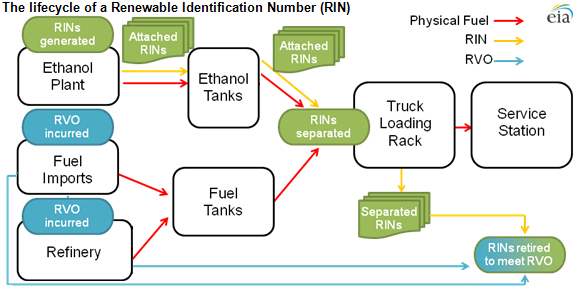 The lifecycle of a Renewable Identification Number (RIN)
eia
Physical Fuel
RIN
RVO
RINs
generated
Attached
RINs
Attached
RINs
Ethanol
Plant
Ethanol
Tanks
RINs
separated
Truck
Loading
Rack
Service
Station
RVO
incurred
Fuel
Imports
Fuel
Tanks
RVO
incurred
Refinery
Separated
RINs
RINs retired
to meet RVO